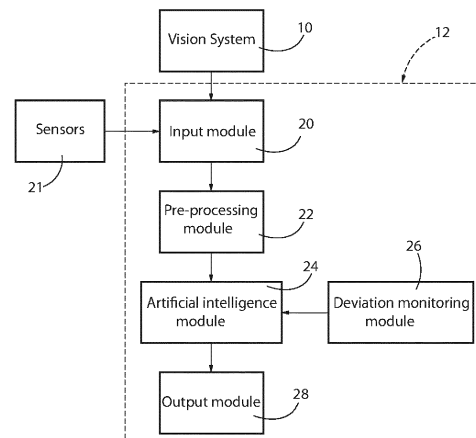 Vision System
10
12
Sensors
21
Input module
20
Pre-processing
module
22
24
Artificial intelligence
module
26
Deviation monitoring
module
Output module
28